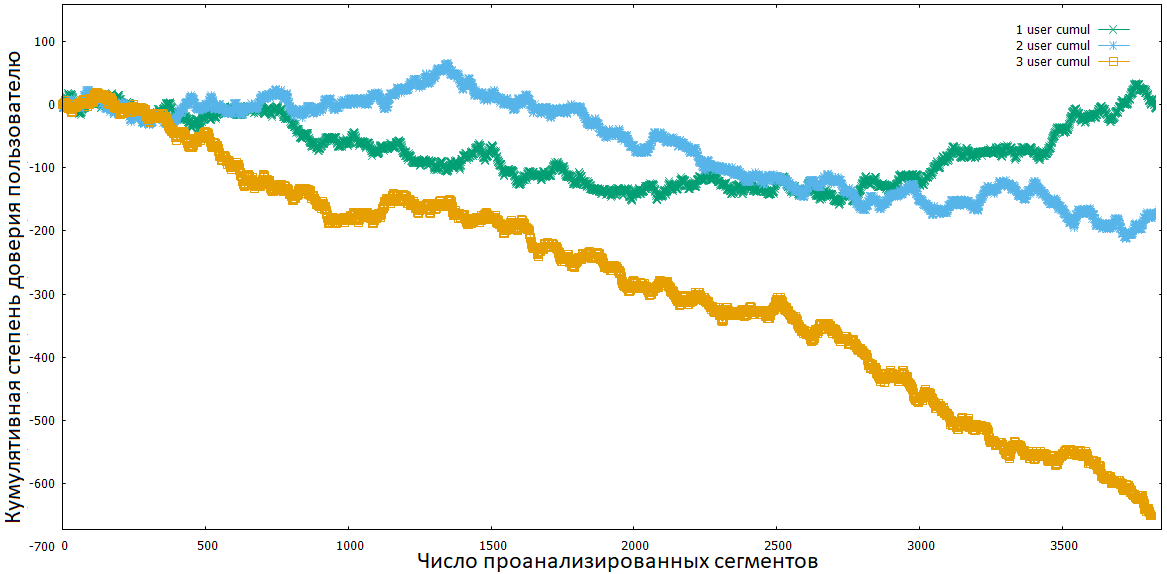 Кумулятивная степень доверия пользователю
1 user cumul
2 user cumul
3 user cumul
100
0
-100
-200
-300
-400
-500
-600
-700
0 500 1000 1500 2000 2500 3000 3500
Число проанализированных сегментов